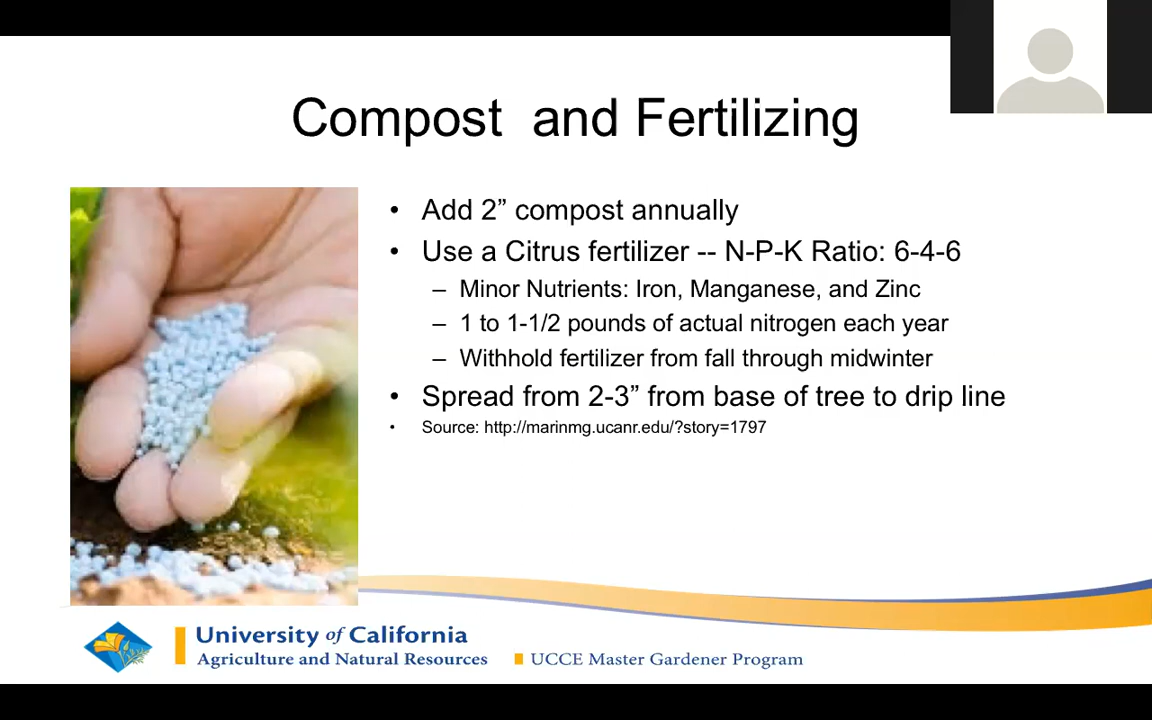 Compost and Fertilizing
• Add 2” compost annually
• Use a Citrus fertilizer -- N-P-K Ratio: 6-4-6
– Minor Nutrients: Iron, Manganese, and Zinc
– 1 to 1-1/2 pounds of actual nitrogen each year
– Withhold fertilizer from fall through midwinter
• Spread from 2-3” from base of tree to drip line
• Source: http://marinmg.ucanr.edu/?story=1797
University of California
Agriculture and Natural Resources
UCCE Master Gardener Program